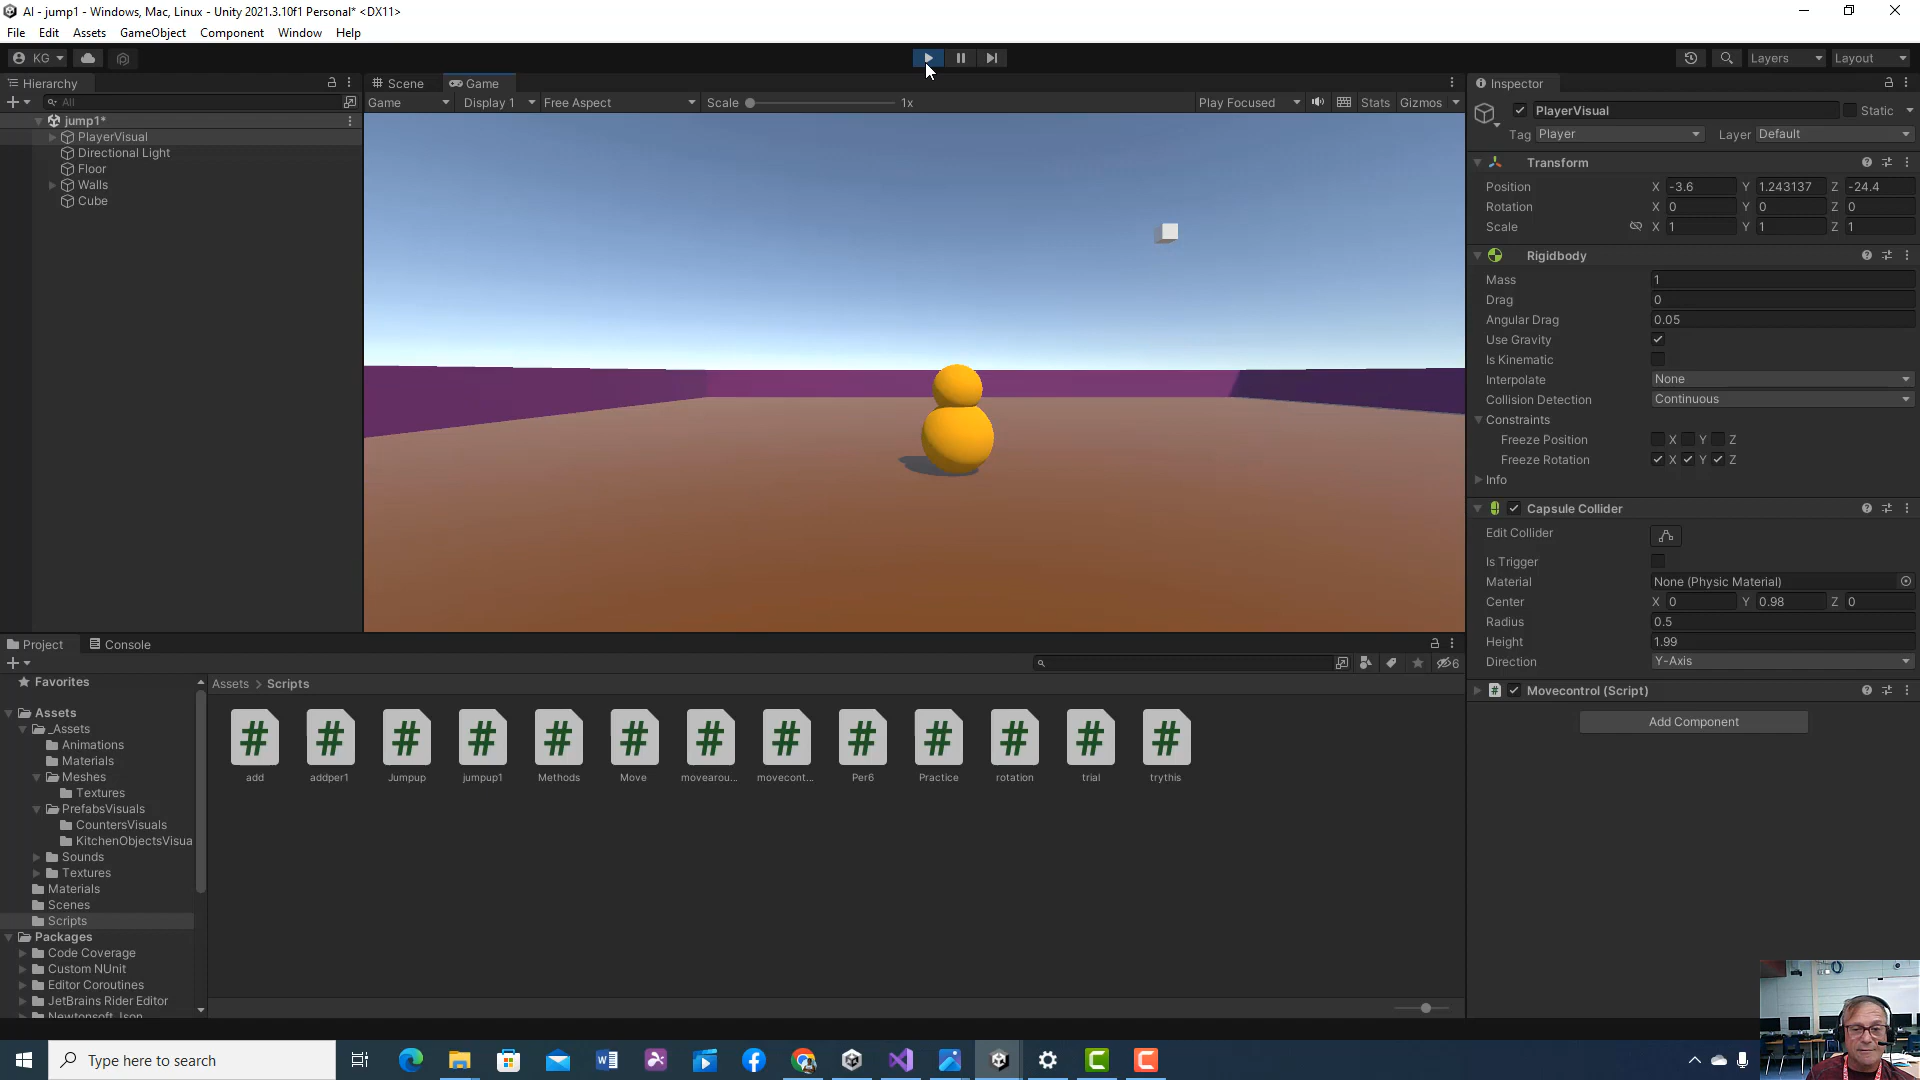 AI - jump1 - Windows, Mac, Linux - Unity 2021.3.10f1 Personal* <DX11>
File Edit Assets GameObject Component Window Help
KG Layers Layout
Hierarchy
All
jump1*
PlayerVisual
Directional Light
Floor
Walls
Cube
Scene Game
Game Display 1 Free Aspect Scale 1x Play Focused Stats Gizmos
Inspector
PlayerVisual Static
Tag Player Layer Default
Transform
Position X -3.6 Y 1.243137 Z -24.4
Rotation X 0 Y 0 Z 0
Scale X 1 Y 1 Z 1
Rigidbody
Mass 1
Drag 0
Angular Drag 0.05
Use Gravity
Is Kinematic
Interpolate None
Collision Detection Continuous
Constraints
Freeze Position X Y Z
Freeze Rotation X Y Z
Info
Capsule Collider
Edit Collider
Is Trigger
Material None (Physic Material)
Center X 0 Y 0.98 Z 0
Radius 0.5
Height 1.99
Direction Y-Axis
# Movecontrol (Script)
Add Component
Project Console
6
Favorites
Assets
_Assets
Animations
Materials
Meshes
Textures
PrefabsVisuals
CountersVisuals
KitchenObjectsVisua
Sounds
Textures
Materials
Scenes
Scripts
Packages
Code Coverage
Custom NUnit
Editor Coroutines
JetBrains Rider Editor
Newtonsoft Json
Assets > Scripts
# # # # # # # # # # # # #
add addper1 Jumpup jumpup1 Methods Move movearou... movecont... Per6 Practice rotation trial trythis
Type here to search